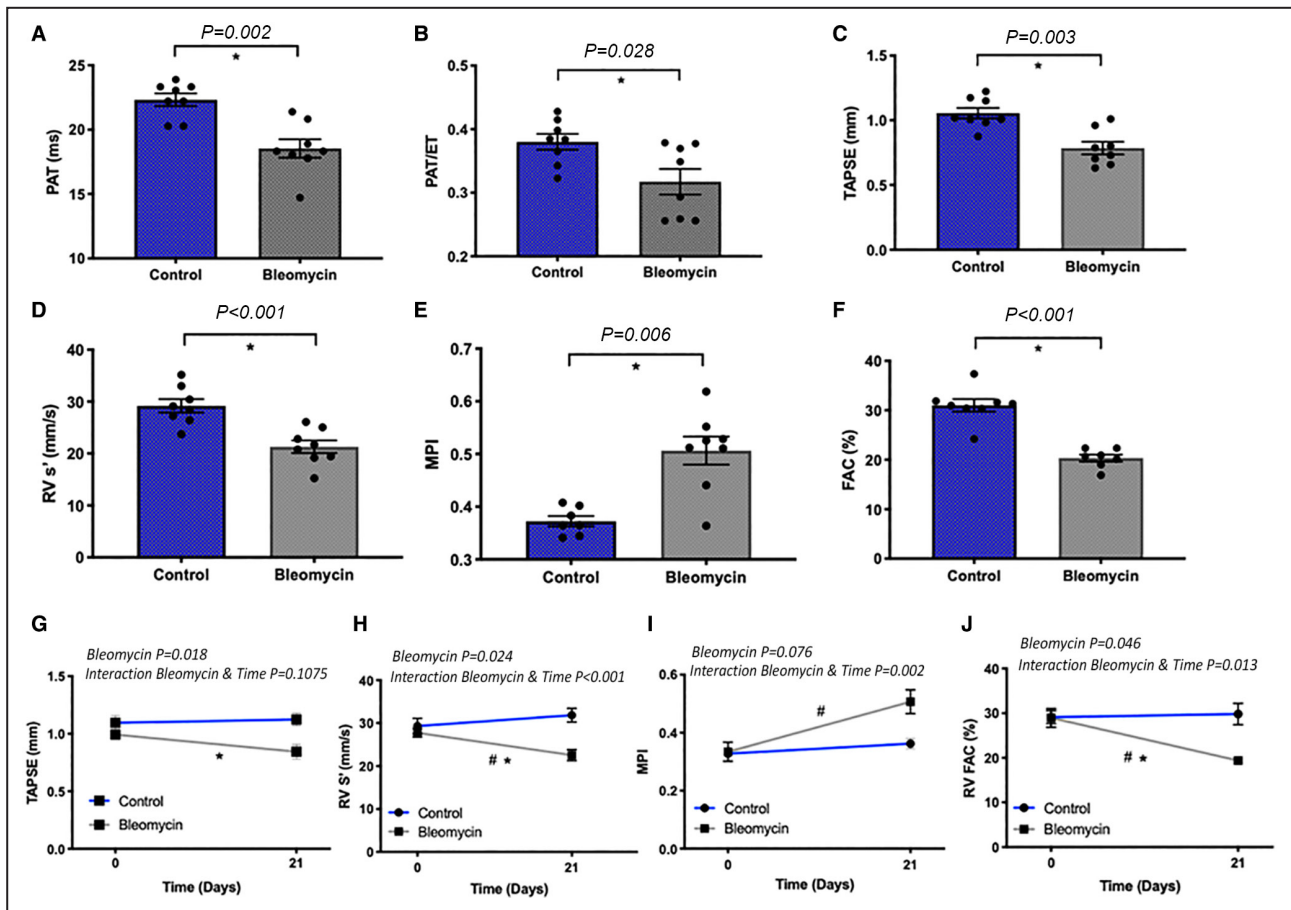 A
P=0.002
*
PAT (ms)
25
20
15
10
Control
Bleomycin
B
P=0.028
*
PAT/ET
0.5
0.4
0.3
0.2
Control
Bleomycin
C
P=0.003
*
TAPSE (mm)
1.5
1.0
0.5
0.0
Control
Bleomycin
D
P<0.001
*
RV s' (mm/s)
40
30
20
10
0
Control
Bleomycin
E
P=0.006
*
MPI
0.7
0.6
0.5
0.4
0.3
Control
Bleomycin
F
P<0.001
*
FAC (%)
40
30
20
10
0
Control
Bleomycin
G
Bleomycin P=0.018
Interaction Bleomycin & Time P=0.1075
TAPSE (mm)
1.5
1.0
0.5
0.0
*
Control
Bleomycin
0
21
Time (Days)
H
Bleomycin P=0.024
Interaction Bleomycin & Time P<0.001
RV S' (mm/s)
40
30
20
10
0
# *
Control
Bleomycin
0
21
Time (Days)
I
Bleomycin P=0.076
Interaction Bleomycin & Time P=0.002
MPI
0.6
0.4
0.2
0.0
#
Control
Bleomycin
0
21
Time (Days)
J
Bleomycin P=0.046
Interaction Bleomycin & Time P=0.013
RV FAC (%)
40
30
20
10
0
# *
Control
Bleomycin
0
21
Time (Days)